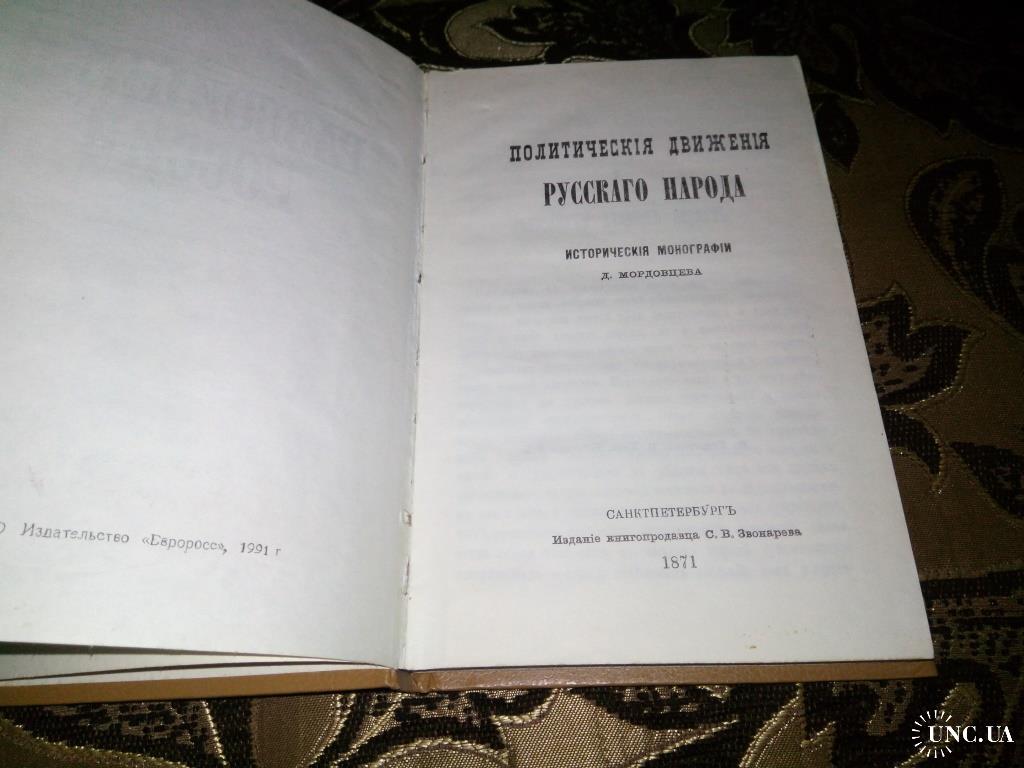 ) Издательство «Евроросс», 1991 г
ПОЛИТИЧЕСКІЯ ДВИЖЕНІЯ
РУССКАГО НАРОДА
ИСТОРИЧЕСКІЯ МОНОГРАФІИ
Д. МОРДОВЦЕВА
САНКТПЕТЕРБУРГЪ
Изданіе книгопродавца С. В. Звонарева
1871
UNC.UA